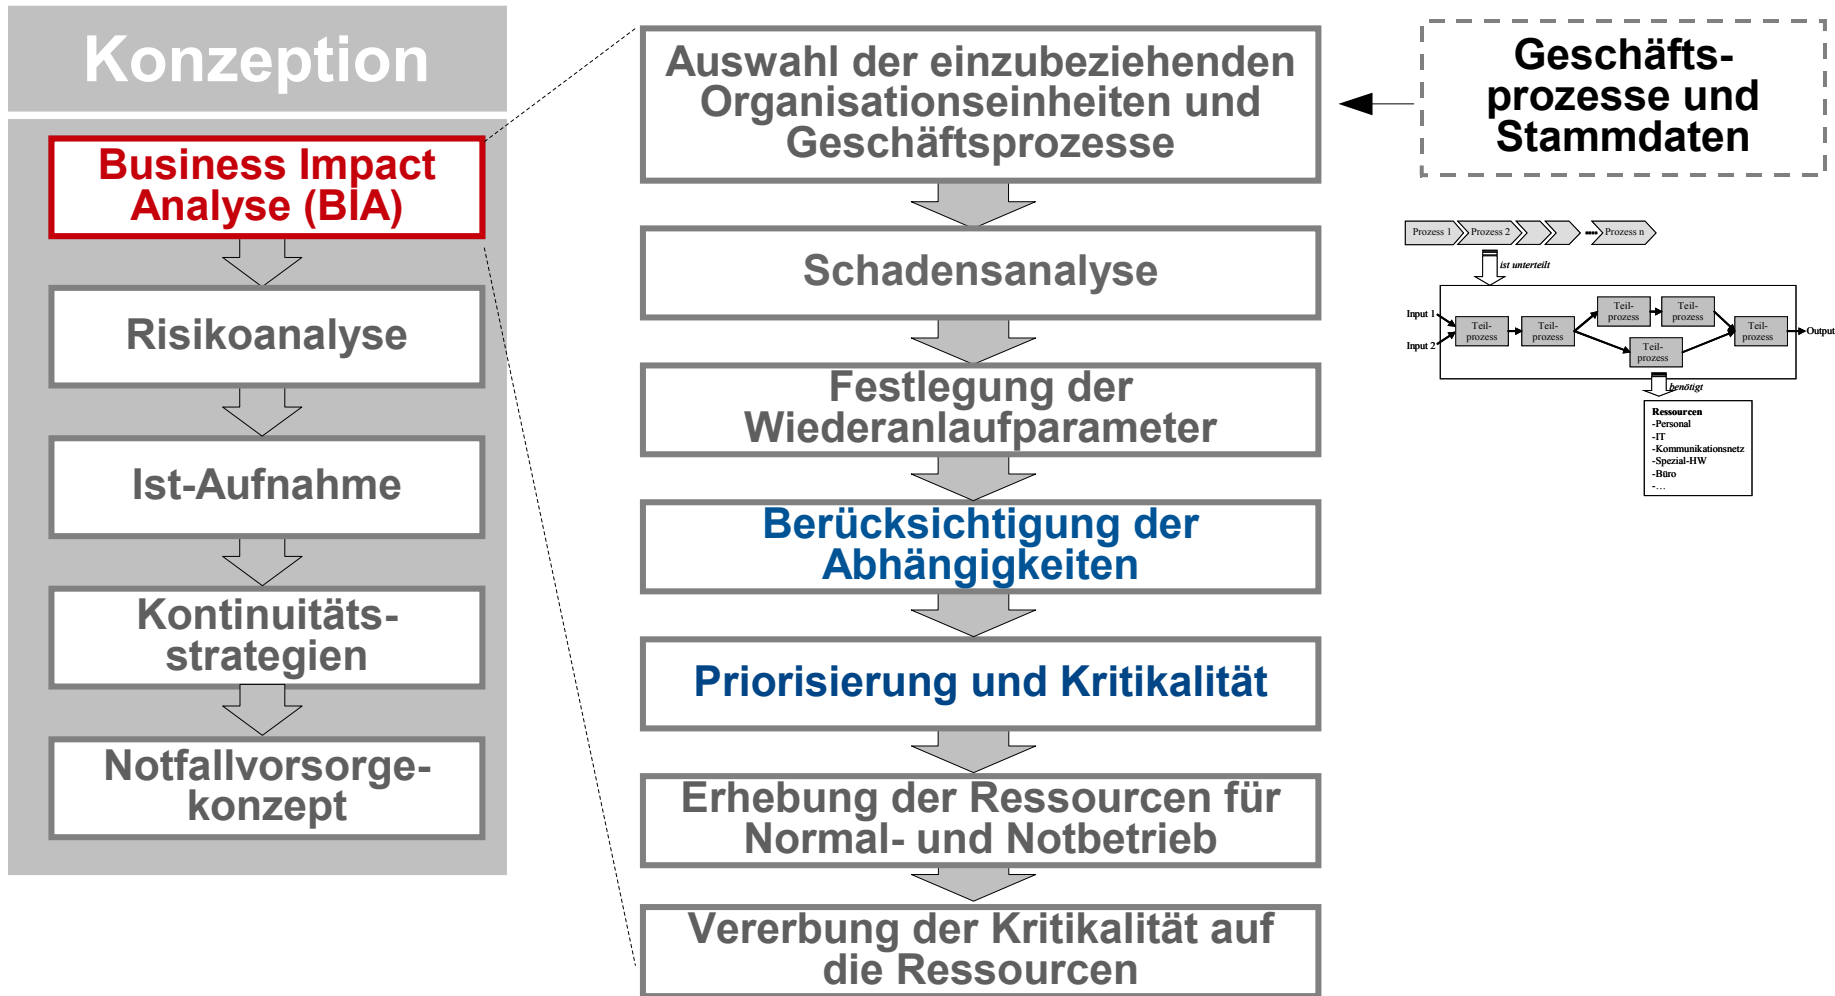 Konzeption
Business Impact
Analyse (BIA)
Risikoanalyse
Ist-Aufnahme
Kontinuitäts-
strategien
Notfallvorsorge-
konzept
Auswahl der einzubeziehenden
Organisationseinheiten und
Geschäftsprozesse
Schadensanalyse
Festlegung der
Wiederanlaufparameter
Berücksichtigung der
Abhängigkeiten
Priorisierung und Kritikalität
Erhebung der Ressourcen für
Normal- und Notbetrieb
Vererbung der Kritikalität auf
die Ressourcen
Geschäfts-
prozesse und
Stammdaten
Prozess 1 Prozess 2 Prozess n
ist unterteilt
Input 1
Input 2
Teil-
prozess
Teil-
prozess
Teil-
prozess
Teil-
prozess
Teil-
prozess
Teil-
prozess
Output
benötigt
Ressourcen
-Personal
-IT
-Kommunikationsnetz
-Spezial-HW
-Büro
-...